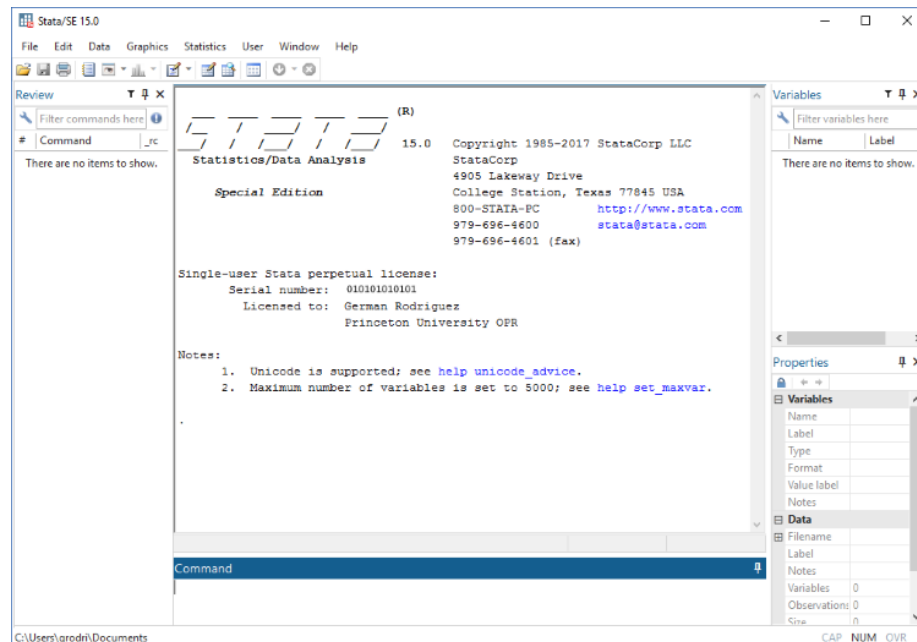 Stata/SE 15.0
File Edit Data Graphics Statistics User Window Help
Review
Filter commands here
# Command _rc
There are no items to show.
(R)
STATA 15.0 Copyright 1985-2017 StataCorp LLC
Statistics/Data Analysis StataCorp
4905 Lakeway Drive
Special Edition College Station, Texas 77845 USA
800-STATA-PC http://www.stata.com
979-696-4600 stata@stata.com
979-696-4601 (fax)
Single-user Stata perpetual license:
Serial number: 010101010101
Licensed to: German Rodriguez
Princeton University OPR
Notes:
1. Unicode is supported; see help unicode_advice.
2. Maximum number of variables is set to 5000; see help set_maxvar.
.
Command
Variables
Filter variables here
Name Label
There are no items to show.
Properties
Variables
Name
Label
Type
Format
Value label
Notes
Data
Filename
Label
Notes
Variables 0
Observations 0
Size 0
C:\Users\grodri\Documents CAP NUM OVR